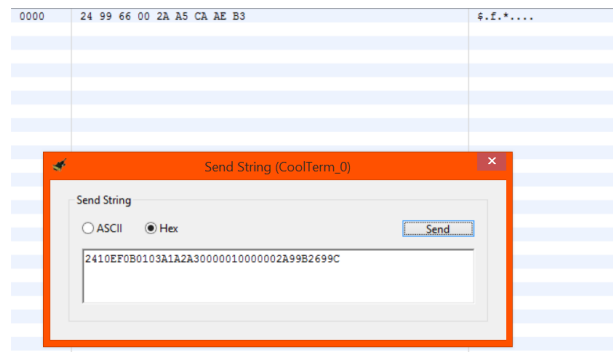 0000 24 99 66 00 2A A5 CA AE B3 $.f.*....
Send String (CoolTerm_0)
Send String
ASCII Hex Send
2410EF0B0103A1A2A30000010000002A99B2699C